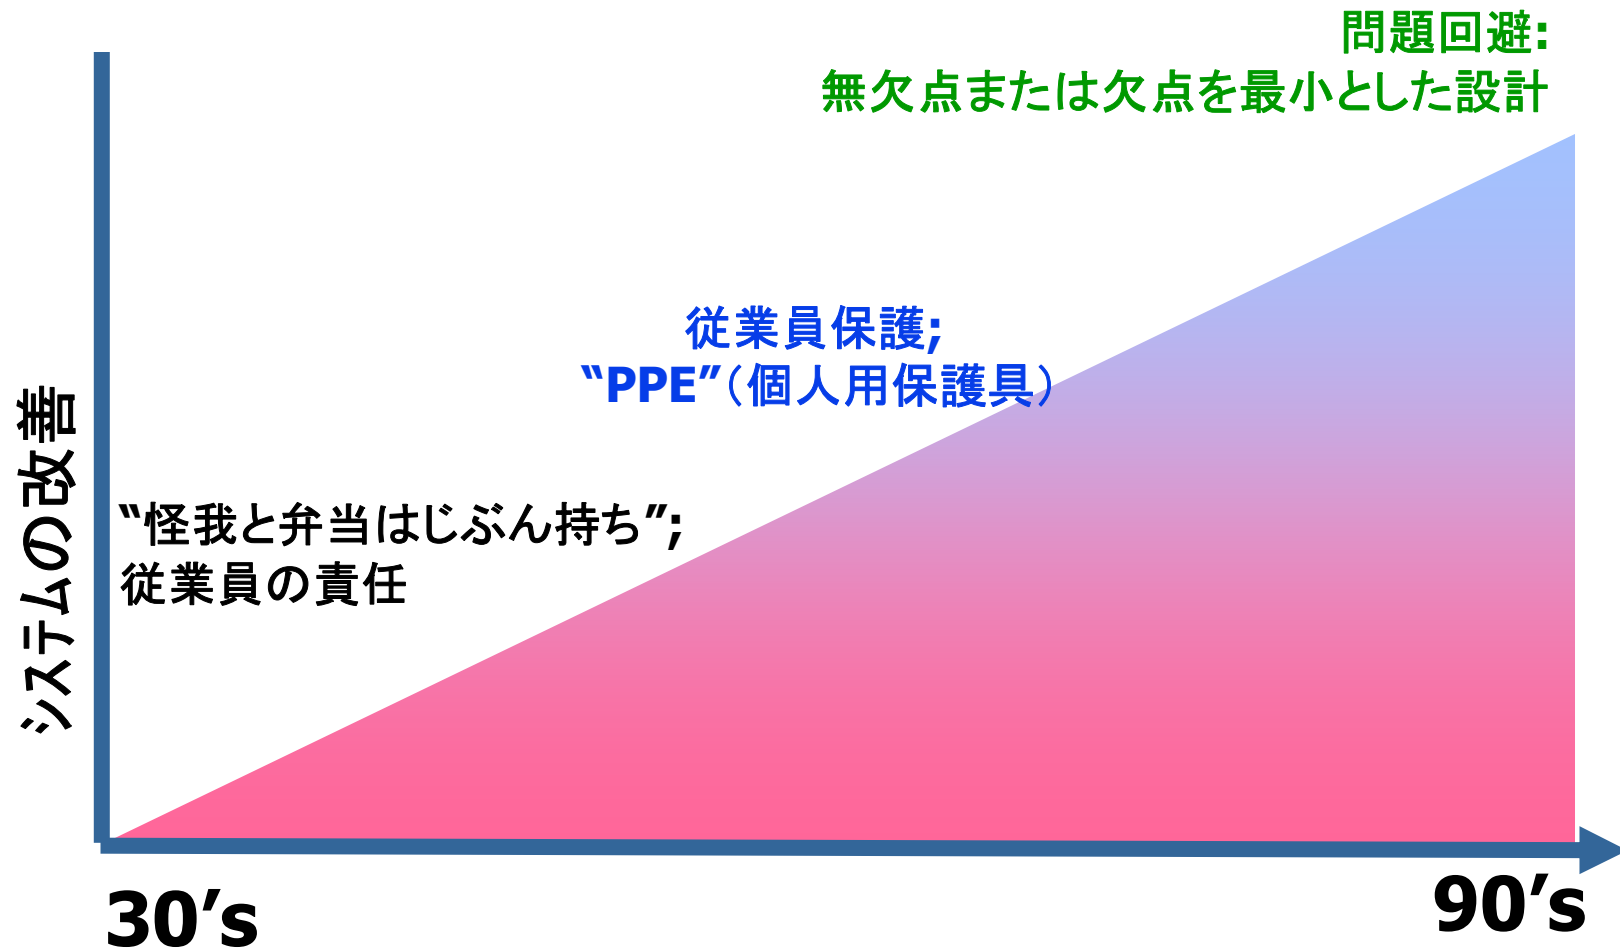 問題回避:
無欠点または欠点を最小とした設計
従業員保護;
“PPE”（個人用保護具）
システムの改善
“怪我と弁当はじぶん持ち”;
従業員の責任
30’s
90’s